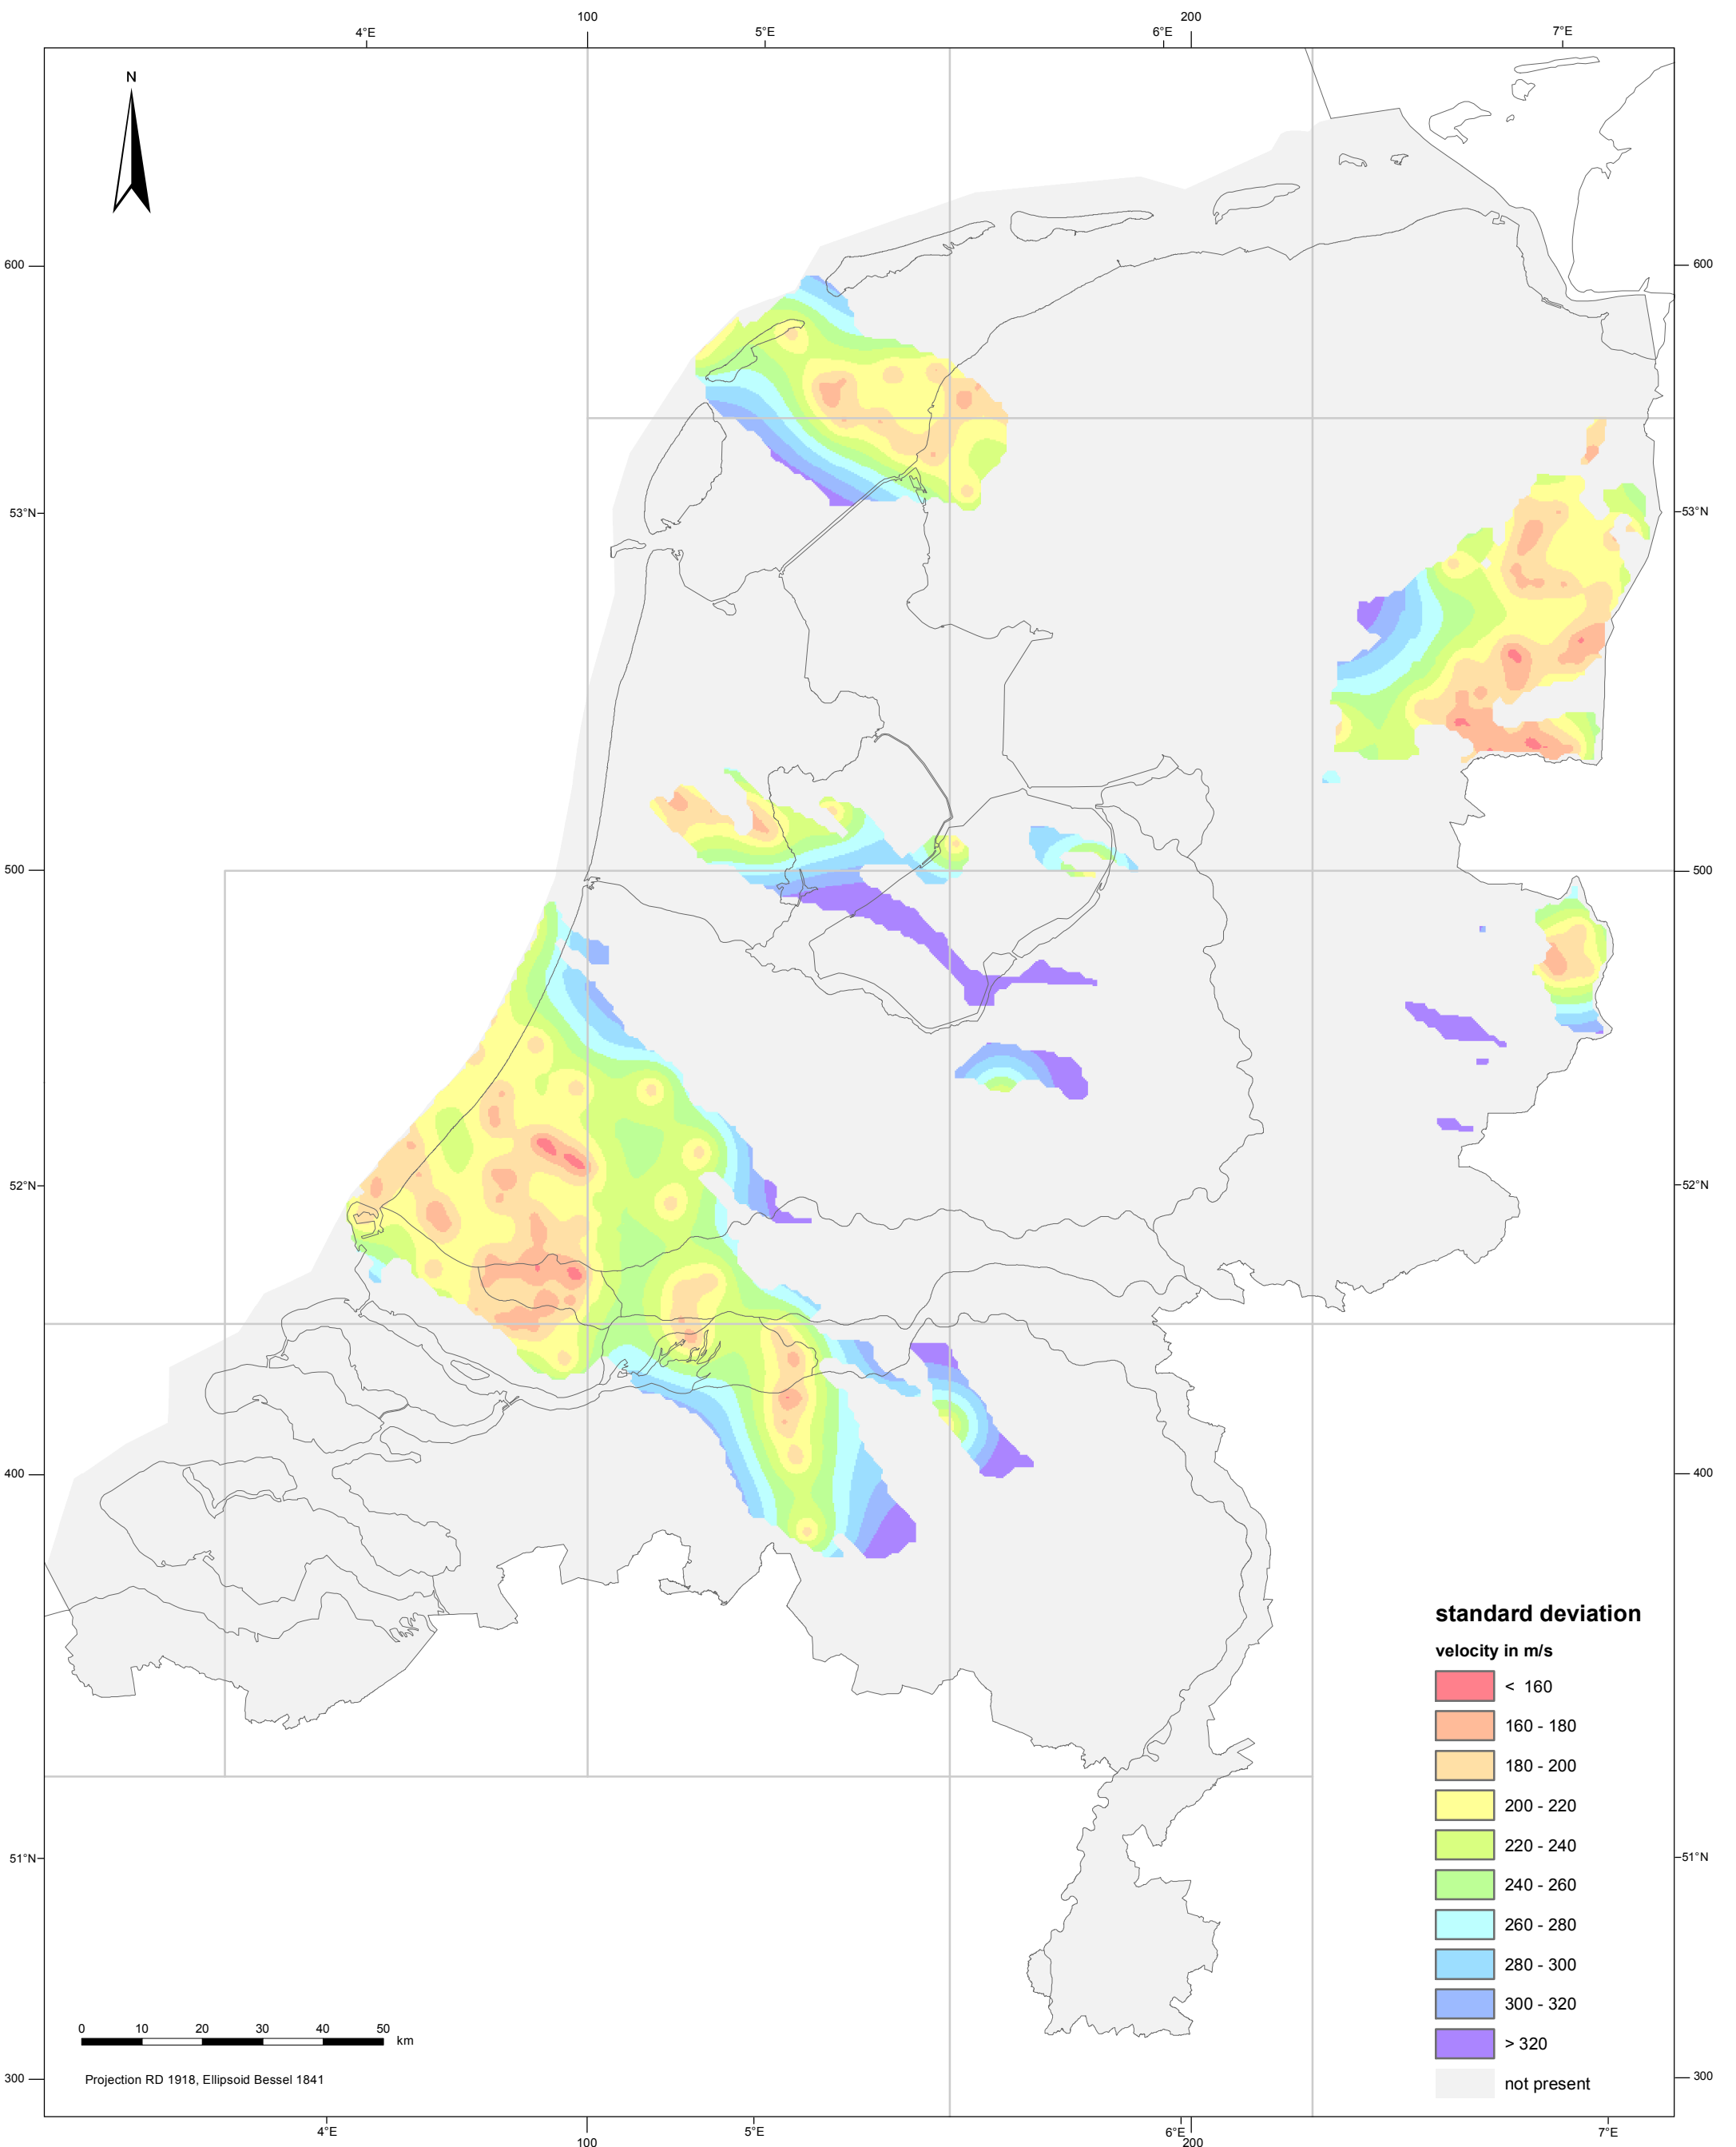 100 200
4°E 5°E 6°E 7°E
N
600 600
53°N 53°N
500 500
52°N 52°N
400 400
standard deviation
velocity in m/s
< 160
160 - 180
180 - 200
200 - 220
220 - 240
240 - 260
260 - 280
280 - 300
300 - 320
> 320
not present
51°N 51°N
0 10 20 30 40 50 km
Projection RD 1918, Ellipsoid Bessel 1841
300 300
4°E 5°E 6°E 7°E
100 200